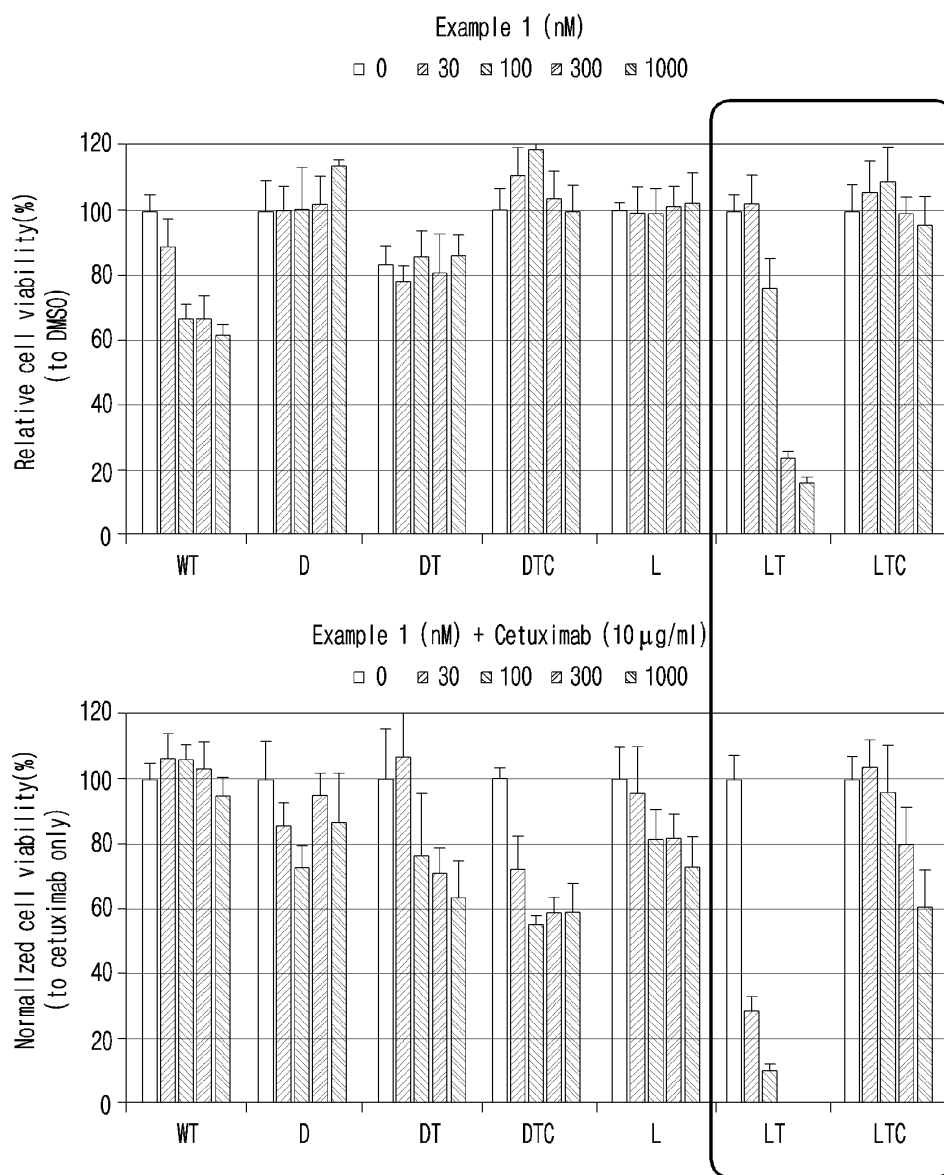 Example 1 (nM)
0 30 100 300 1000
Relative cell viability(%)
(to DMSO)
120
100
80
60
40
20
0
WT D DT DTC L LT LTC
Example 1 (nM) + Cetuximab (10 μg/ml)
0 30 100 300 1000
Normalized cell viability(%)
(to cetuximab only)
120
100
80
60
40
20
0
WT D DT DTC L LT LTC